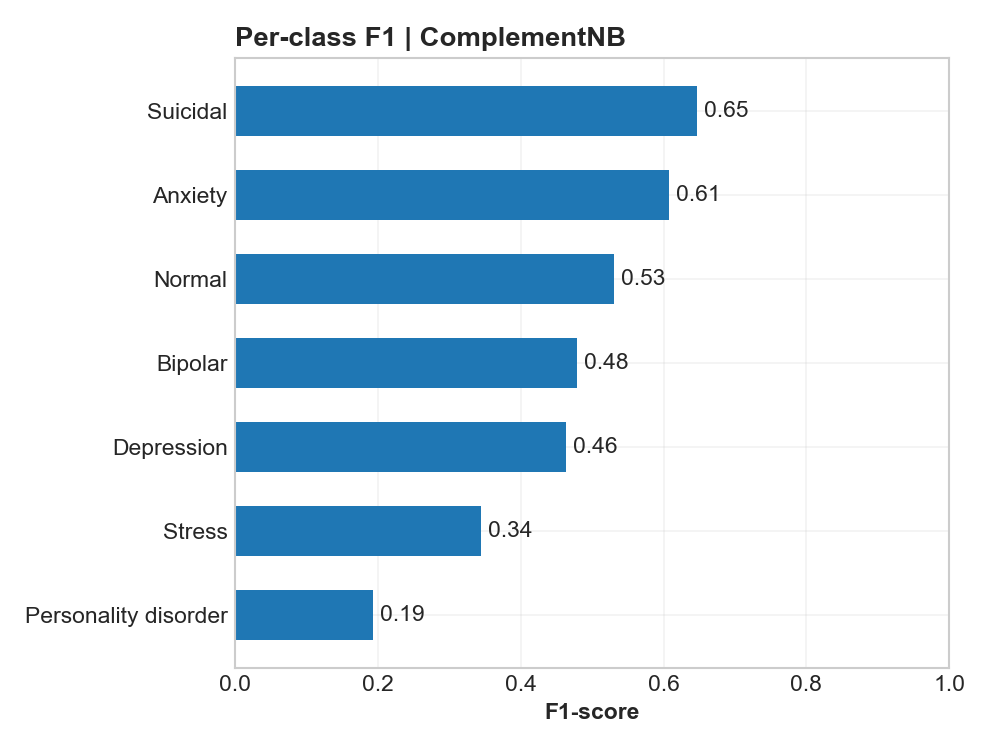 Per-class F1 | ComplementNB
Suicidal 0.65
Anxiety 0.61
Normal 0.53
Bipolar 0.48
Depression 0.46
Stress 0.34
Personality disorder 0.19
0.0 0.2 0.4 0.6 0.8 1.0
F1-score